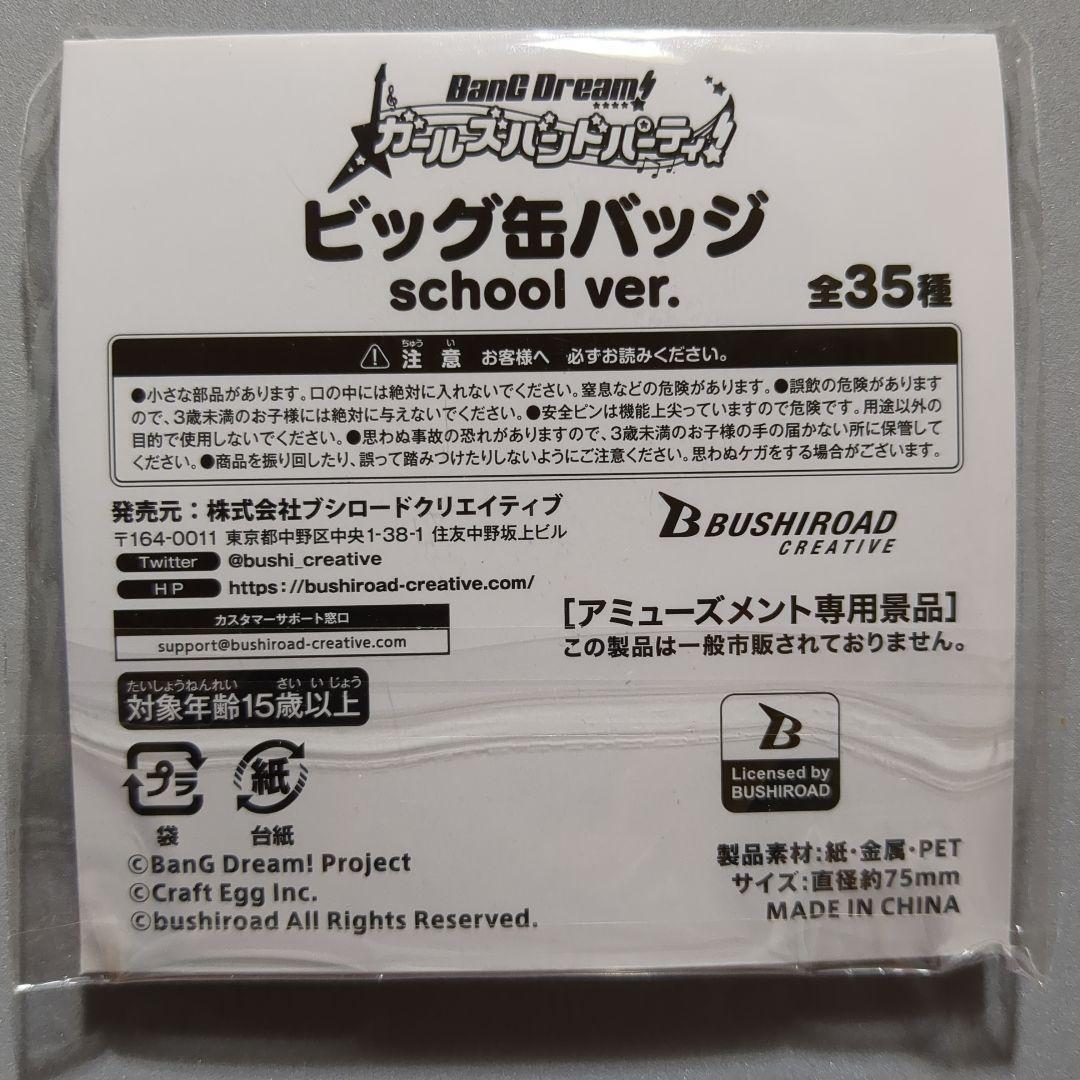 BanG Dream!
ガールズバンドパーティ!
ビッグ缶バッジ
school ver.
全35種
ちゅう い
注 意 お客様へ 必ずお読みください。
●小さな部品があります。口の中には絶対に入れないでください。窒息などの危険があります。●誤飲の危険があります
ので、3歳未満のお子様には絶対に与えないでください。●安全ピンは機能上尖っていますので危険です。用途以外の
目的で使用しないでください。●思わぬ事故の恐れがありますので、3歳未満のお子様の手の届かない所に保管して
ください。●商品を振り回したり、誤って踏みつけたりしないようにご注意ください。思わぬケガをする場合がございます。
発売元:株式会社ブシロードクリエイティブ
〒164-0011 東京都中野区中央1-38-1 住友中野坂上ビル
Twitter @bushi_creative
HP https://bushiroad-creative.com/
カスタマーサポート窓口
support@bushiroad-creative.com
B BUSHIROAD
CREATIVE
[アミューズメント専用景品]
この製品は一般市販されておりません。
たいしょうねんれい さい いじょう
対象年齢15歳以上
プラ
袋
紙
台紙
B
Licensed by
BUSHIROAD
©BanG Dream! Project
©Craft Egg Inc.
©bushiroad All Rights Reserved.
製品素材:紙・金属・PET
サイズ:直径約75mm
MADE IN CHINA